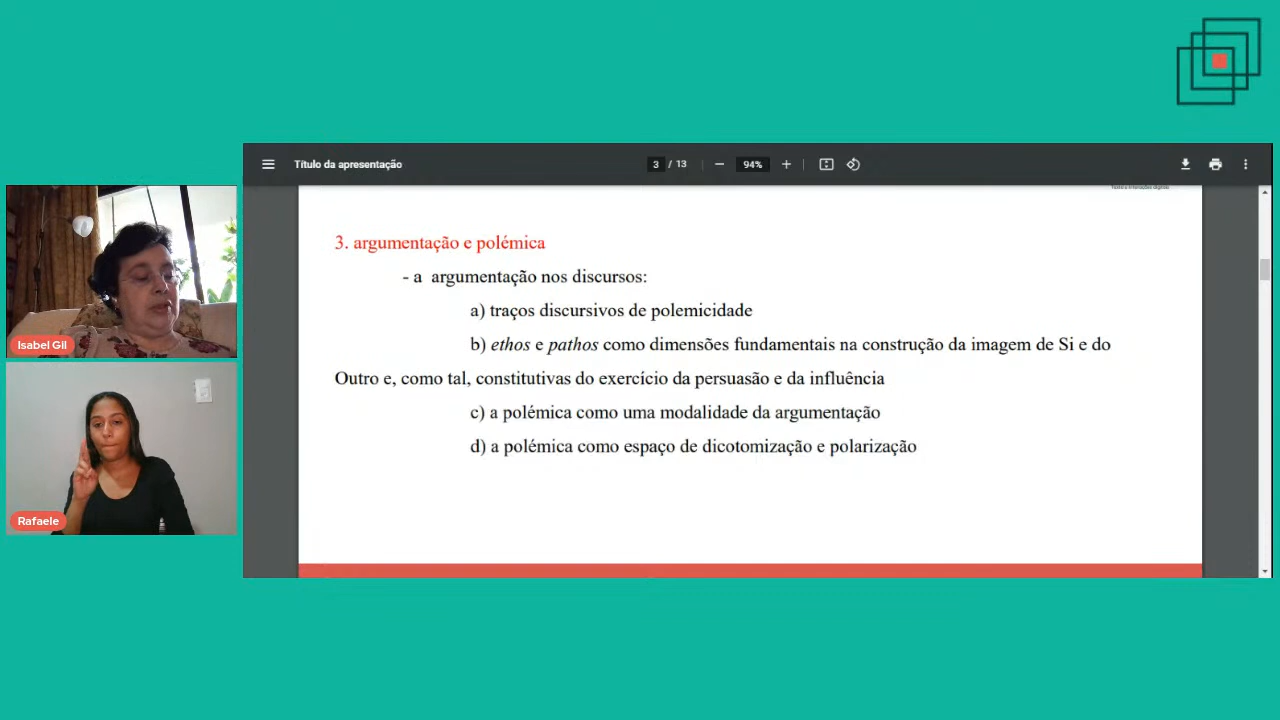 Título da apresentação
3 / 13
94%
3. argumentação e polémica
- a argumentação nos discursos:
a) traços discursivos de polemicidade
b) ethos e pathos como dimensões fundamentais na construção da imagem de Si e do
Outro e, como tal, constitutivas do exercício da persuasão e da influência
c) a polémica como uma modalidade da argumentação
d) a polémica como espaço de dicotomização e polarização
Isabel Gil
Rafaele